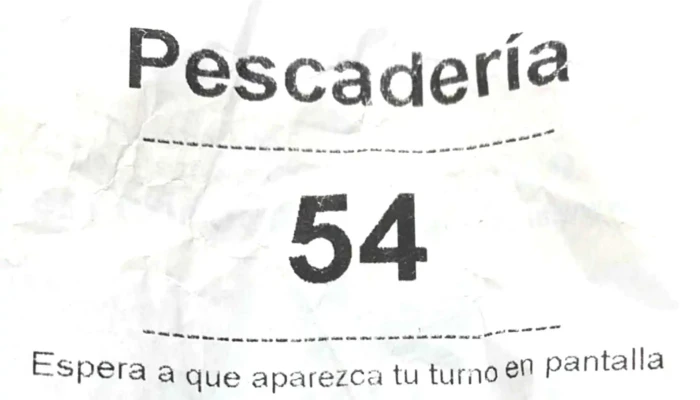 Pescadería
54
Espera a que aparezca tu turno en pantalla